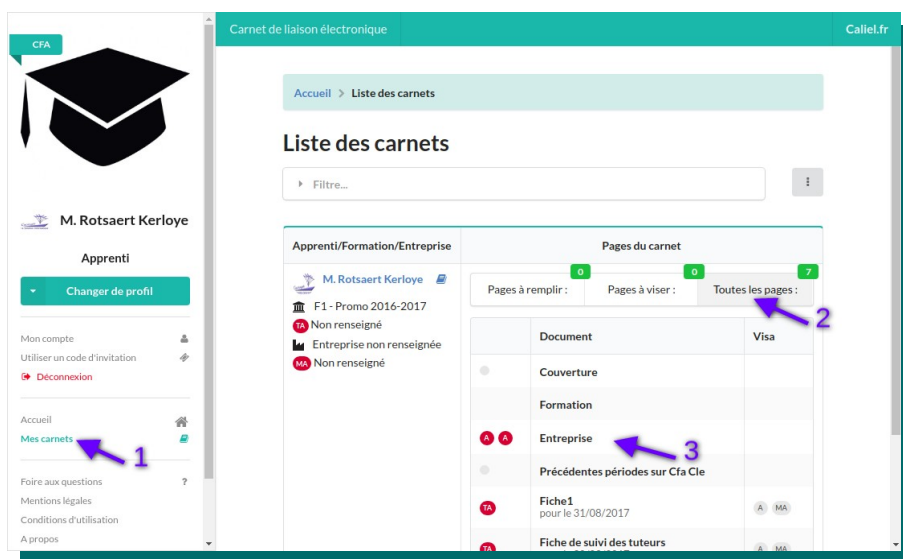 Carnet de liaison électronique
Caliel.fr
CFA
M. Rotsaert Kerloye
Apprenti
Changer de profil
Mon compte
Utiliser un code d'invitation
Déconnexion
Accueil
Mes carnets
1
Foire aux questions ?
Mentions légales
Conditions d'utilisation
A propos
Accueil > Liste des carnets
Liste des carnets
Filtre...
Apprenti/Formation/Entreprise
Pages du carnet
M. Rotsaert Kerloye
F1 - Promo 2016-2017
TA Non renseigné
Entreprise non renseignée
MA Non renseigné
0
0
7
Pages à remplir :
Pages à viser :
Toutes les pages :
2
Document
Visa
Couverture
Formation
A A Entreprise
3
Précédentes périodes sur Cfa Cle
TA Fiche1 A MA
pour le 31/08/2017
TA Fiche de suivi des tuteurs A MA